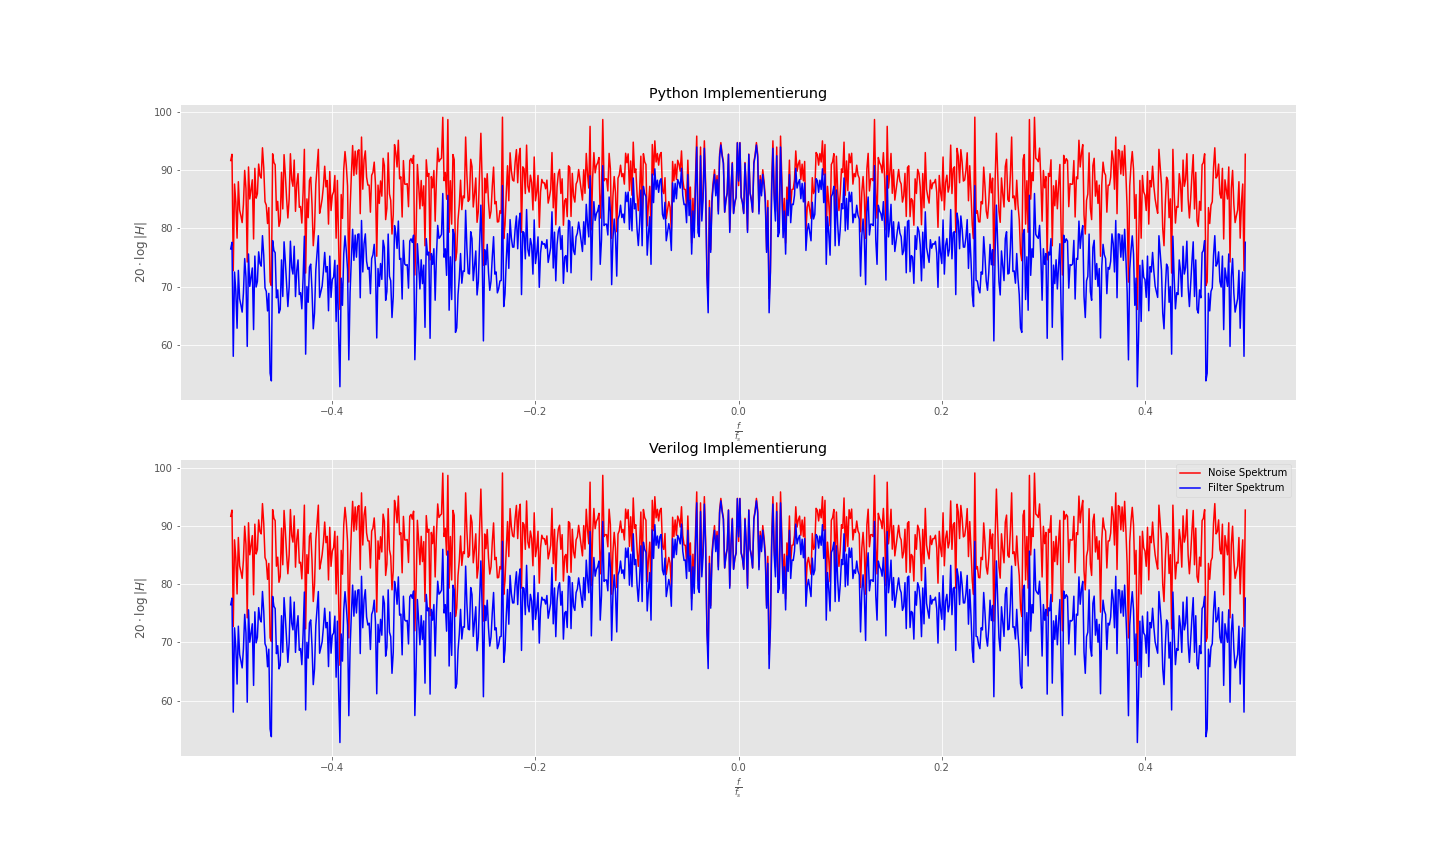 Python Implementierung
100
90
80
70
60
20 · log |H|
−0.4 −0.2 0.0 0.2 0.4
f
fs
Verilog Implementierung
Noise Spektrum
Filter Spektrum
100
90
80
70
60
20 · log |H|
−0.4 −0.2 0.0 0.2 0.4
f
fs